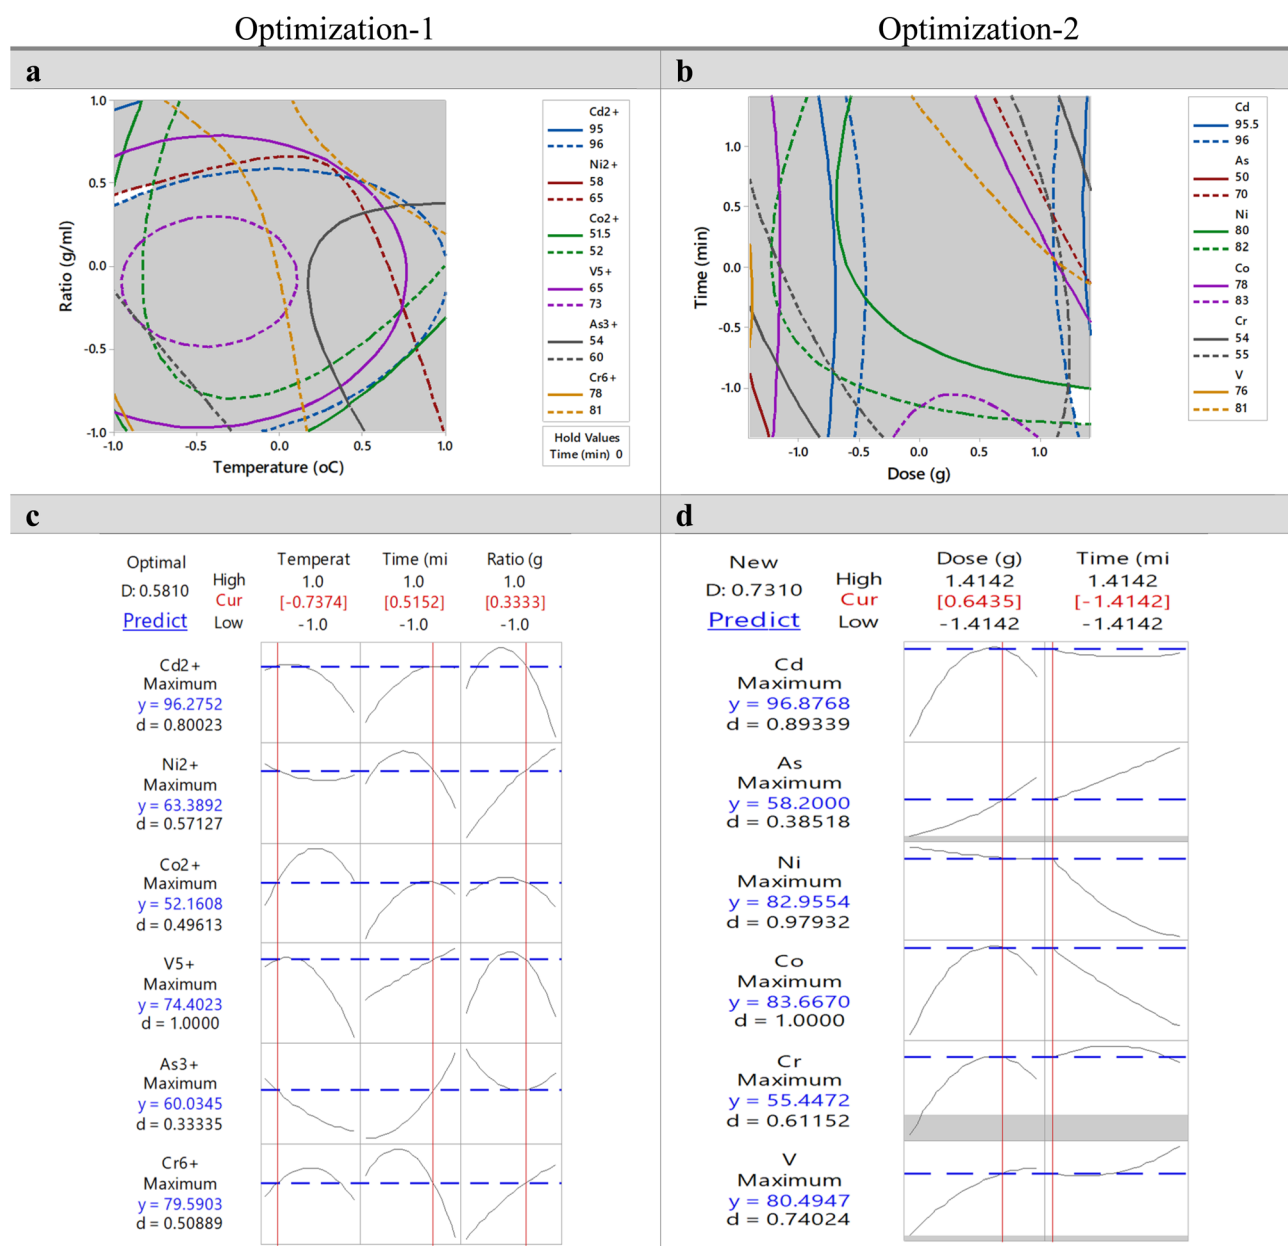 Optimization-1
Optimization-2
a
b
Ratio (g/ml)
1.0
0.5
0.0
-0.5
-1.0
-1.0
-0.5
0.0
0.5
1.0
Temperature (oC)
Cd2+
95
96
Ni2+
58
65
Co2+
51.5
52
V5+
65
73
As3+
54
60
Cr6+
78
81
Hold Values
Time (min) 0
Time (min)
1.0
0.5
0.0
-0.5
-1.0
-1.0
-0.5
0.0
0.5
1.0
Dose (g)
Cd
95.5
96
As
50
70
Ni
80
82
Co
78
83
Cr
54
55
V
76
81
c
d
Optimal
D: 0.5810
Predict
High
Cur
Low
Temperat
1.0
[-0.7374]
-1.0
Time (mi
1.0
[0.5152]
-1.0
Ratio (g
1.0
[0.3333]
-1.0
Cd2+
Maximum
y = 96.2752
d = 0.80023
Ni2+
Maximum
y = 63.3892
d = 0.57127
Co2+
Maximum
y = 52.1608
d = 0.49613
V5+
Maximum
y = 74.4023
d = 1.0000
As3+
Maximum
y = 60.0345
d = 0.33335
Cr6+
Maximum
y = 79.5903
d = 0.50889
New
D: 0.7310
Predict
High
Cur
Low
Dose (g)
1.4142
[0.6435]
-1.4142
Time (mi
1.4142
[-1.4142]
-1.4142
Cd
Maximum
y = 96.8768
d = 0.89339
As
Maximum
y = 58.2000
d = 0.38518
Ni
Maximum
y = 82.9554
d = 0.97932
Co
Maximum
y = 83.6670
d = 1.0000
Cr
Maximum
y = 55.4472
d = 0.61152
V
Maximum
y = 80.4947
d = 0.74024